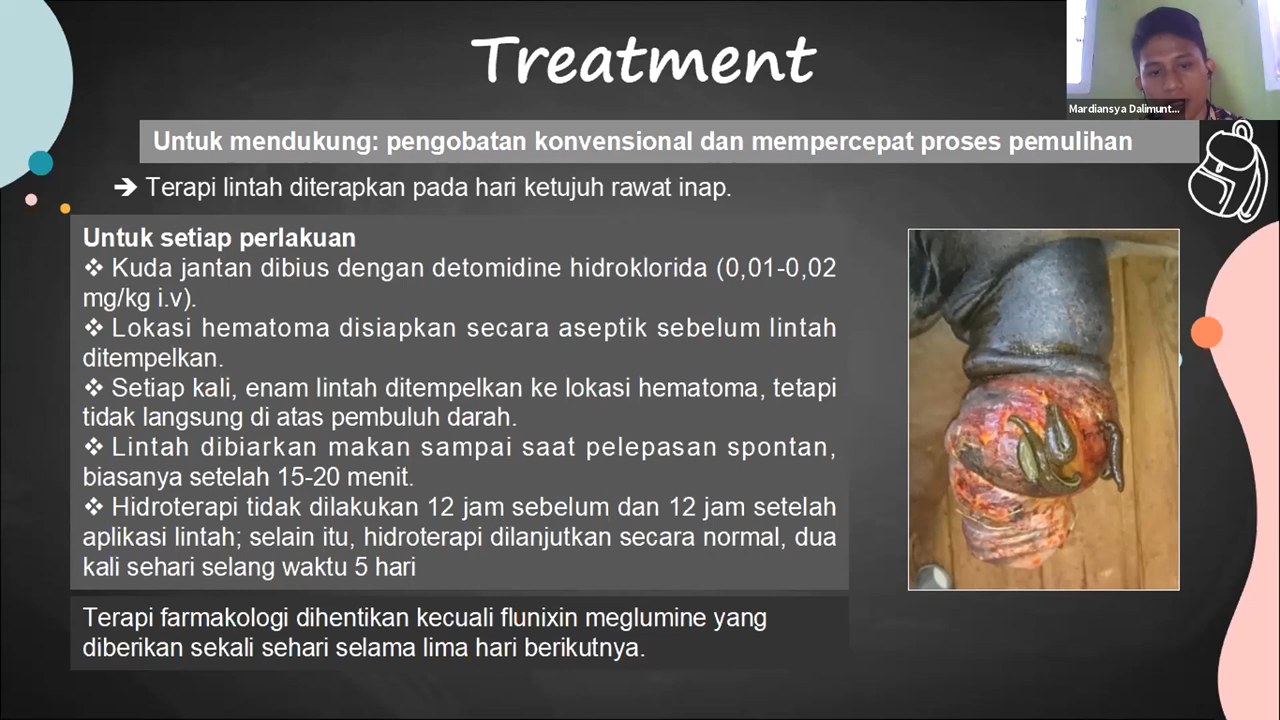 Treatment
Mardiansya Dalimunt...
Untuk mendukung: pengobatan konvensional dan mempercepat proses pemulihan
➔ Terapi lintah diterapkan pada hari ketujuh rawat inap.
Untuk setiap perlakuan
❖ Kuda jantan dibius dengan detomidine hidroklorida (0,01-0,02
mg/kg i.v).
❖ Lokasi hematoma disiapkan secara aseptik sebelum lintah
ditempelkan.
❖ Setiap kali, enam lintah ditempelkan ke lokasi hematoma, tetapi
tidak langsung di atas pembuluh darah.
❖ Lintah dibiarkan makan sampai saat pelepasan spontan,
biasanya setelah 15-20 menit.
❖ Hidroterapi tidak dilakukan 12 jam sebelum dan 12 jam setelah
aplikasi lintah; selain itu, hidroterapi dilanjutkan secara normal, dua
kali sehari selang waktu 5 hari
Terapi farmakologi dihentikan kecuali flunixin meglumine yang
diberikan sekali sehari selama lima hari berikutnya.